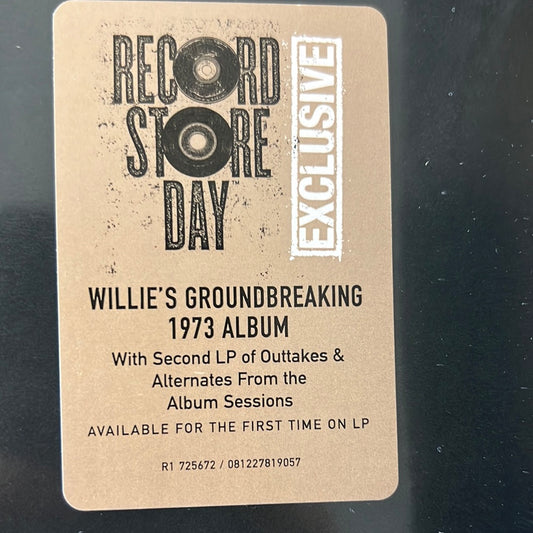 RECORD
STORE
DAY™
EXCLUSIVE
WILLIE'S GROUNDBREAKING
1973 ALBUM
With Second LP of Outtakes &
Alternates From the
Album Sessions
AVAILABLE FOR THE FIRST TIME ON LP
R1 725672 / 081227819057